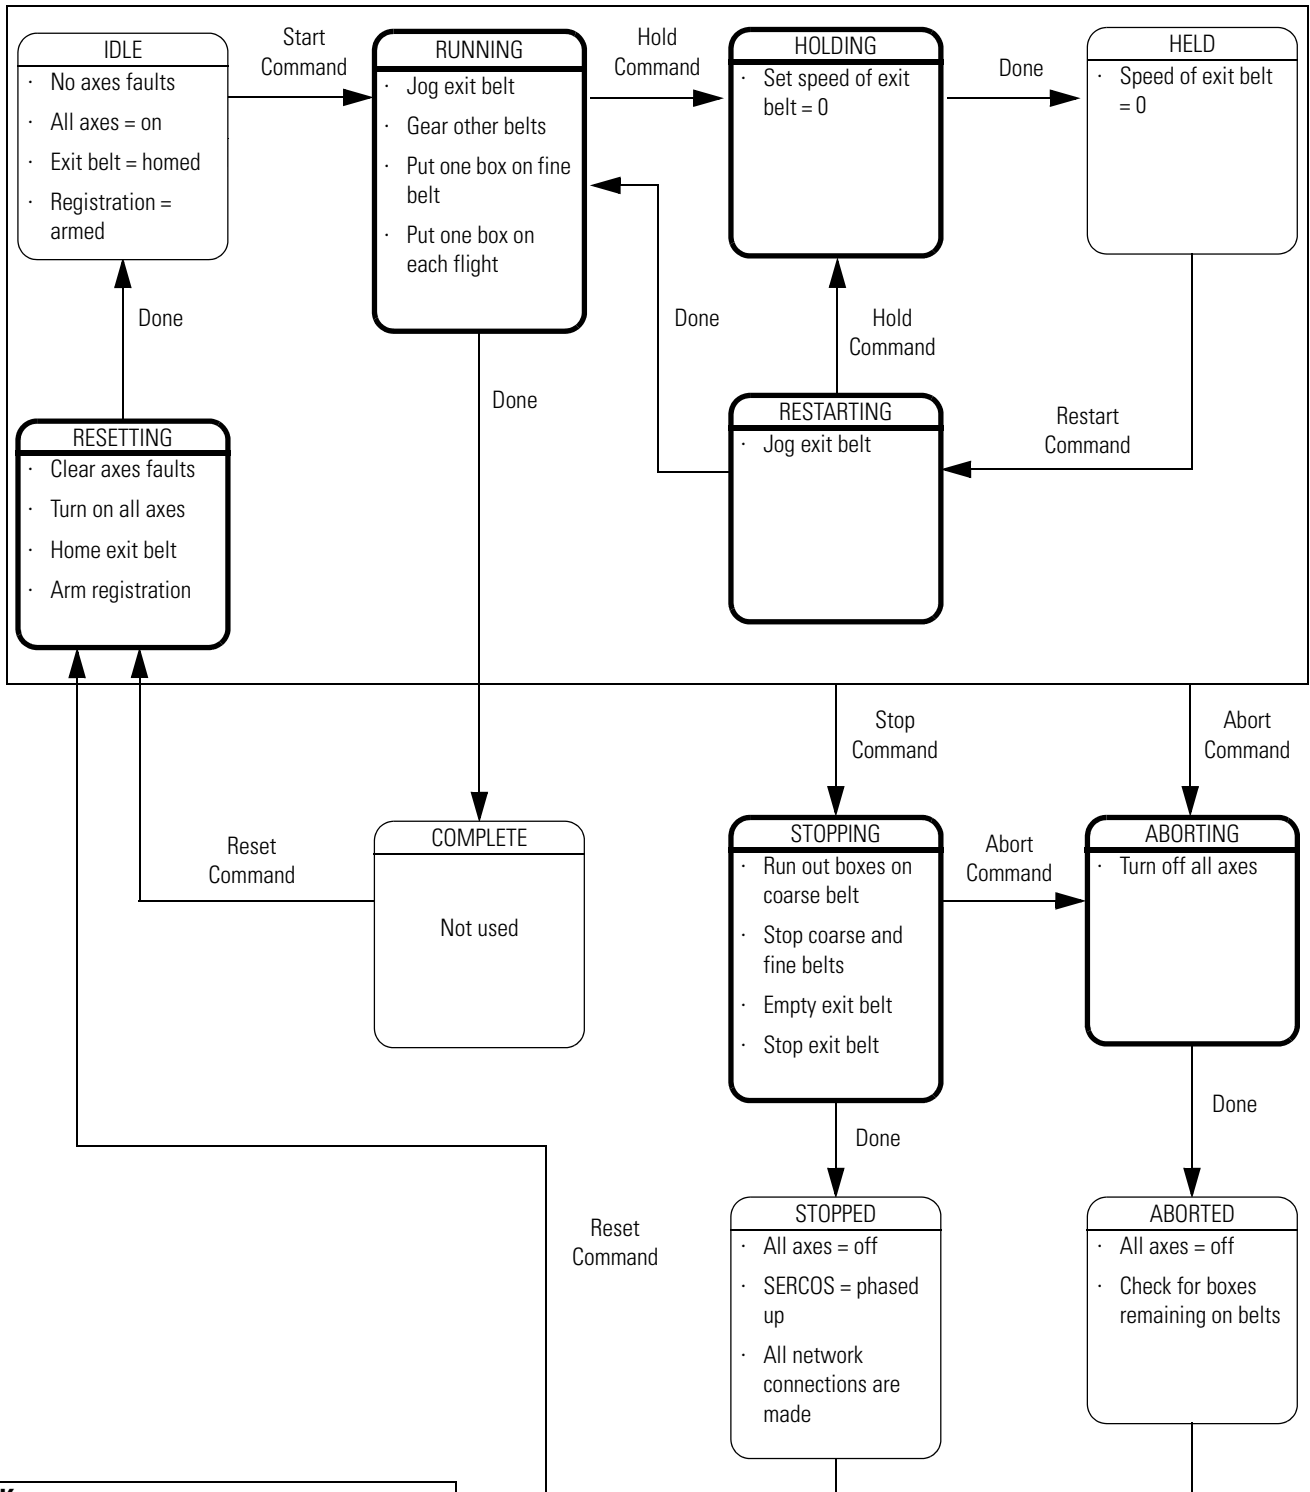 IDLE
· No axes faults
· All axes = on
· Exit belt = homed
· Registration =
armed
Start
Command
RUNNING
· Jog exit belt
· Gear other belts
· Put one box on fine
belt
· Put one box on
each flight
Hold
Command
HOLDING
· Set speed of exit
belt = 0
Done
HELD
· Speed of exit belt
= 0
Done
Done
Hold
Command
Done
RESTARTING
· Jog exit belt
Restart
Command
RESETTING
· Clear axes faults
· Turn on all axes
· Home exit belt
· Arm registration
Stop
Command
Abort
Command
Reset
Command
COMPLETE
Not used
STOPPING
· Run out boxes on
coarse belt
· Stop coarse and
fine belts
· Empty exit belt
· Stop exit belt
Abort
Command
ABORTING
· Turn off all axes
Done
Done
Reset
Command
STOPPED
· All axes = off
· SERCOS = phased
up
· All network
connections are
made
ABORTED
· All axes = off
· Check for boxes
remaining on belts